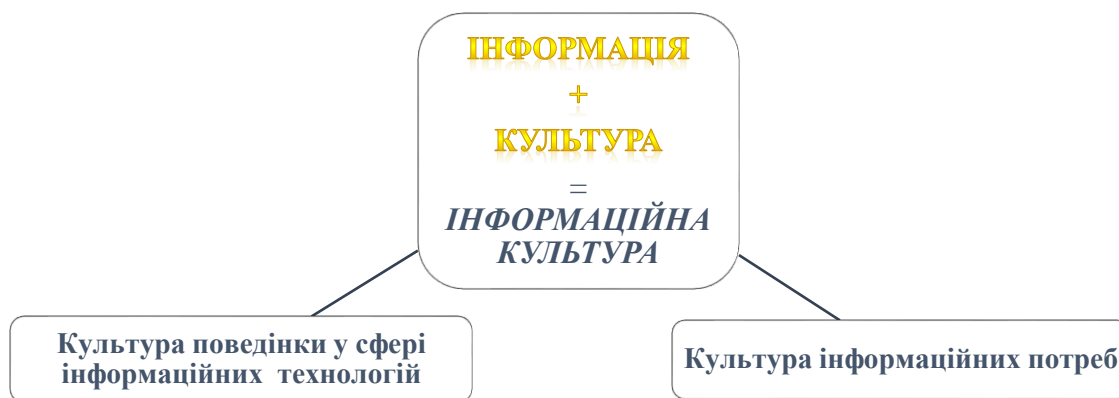 ІНФОРМАЦІЯ
+
КУЛЬТУРА
=
ІНФОРМАЦІЙНА
КУЛЬТУРА
Культура поведінки у сфері
інформаційних технологій
Культура інформаційних потреб